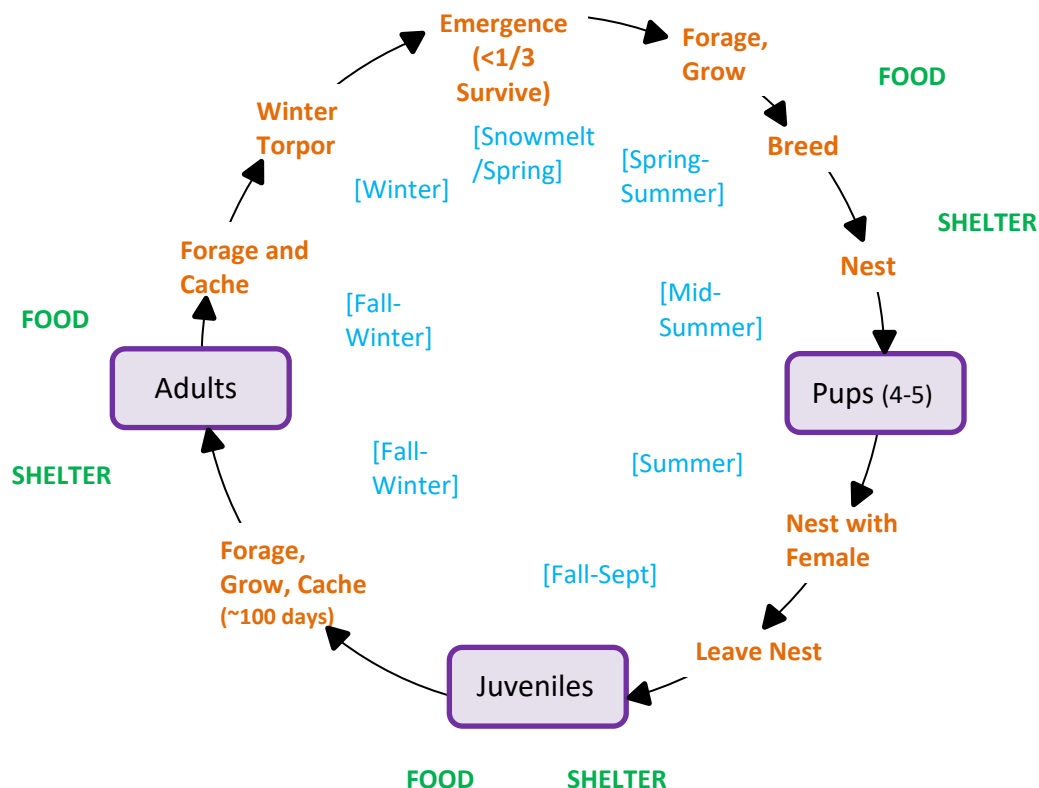 Emergence
(<1/3
Survive)
Forage,
Grow
FOOD
Winter
Torpor
[Snowmelt
/Spring]
Breed
[Spring-
Summer]
[Winter]
SHELTER
Forage and
Cache
Nest
[Mid-
Summer]
[Fall-
Winter]
FOOD
Adults
Pups (4-5)
SHELTER
[Fall-
Winter]
[Summer]
Nest with
Female
Forage,
Grow, Cache
(~100 days)
[Fall-Sept]
Leave Nest
Juveniles
FOOD
SHELTER